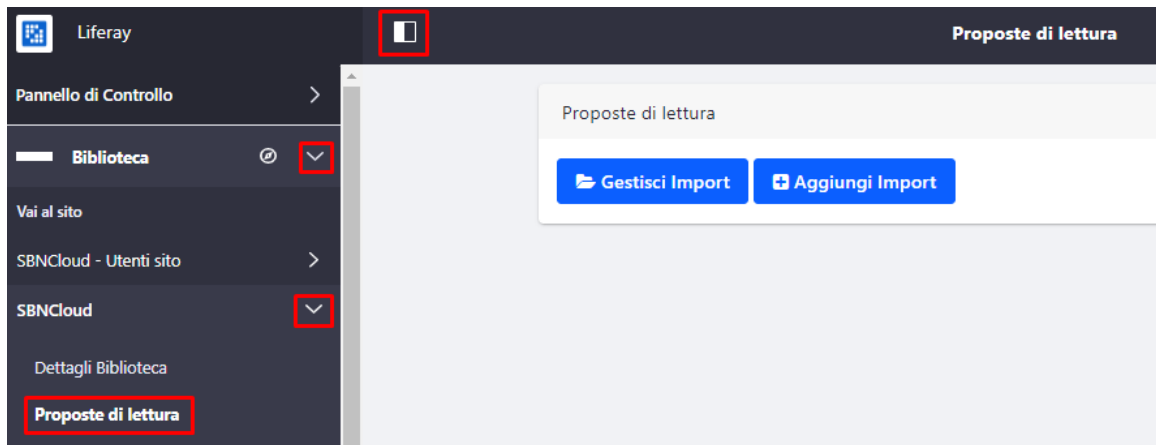 Liferay
Proposte di lettura
Pannello di Controllo
Biblioteca
Vai al sito
SBNCloud - Utenti sito
SBNCloud
Dettagli Biblioteca
Proposte di lettura
Proposte di lettura
Gestisci Import
Aggiungi Import